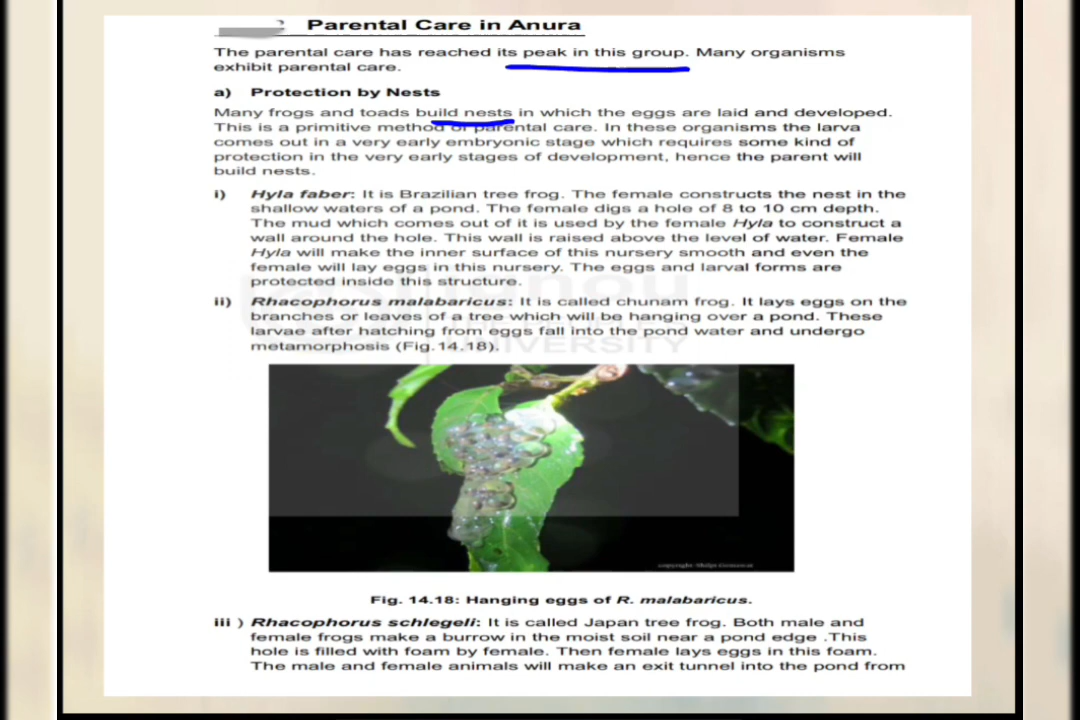 Parental Care in Anura
The parental care has reached its peak in this group. Many organisms
exhibit parental care.
a) Protection by Nests
Many frogs and toads build nests in which the eggs are laid and developed.
This is a primitive method of parental care. In these organisms the larva
comes out in a very early embryonic stage which requires some kind of
protection in the very early stages of development, hence the parent will
build nests.
i) Hyla faber: It is Brazilian tree frog. The female constructs the nest in the
shallow waters of a pond. The female digs a hole of 8 to 10 cm depth.
The mud which comes out of it is used by the female Hyla to construct a
wall around the hole. This wall is raised above the level of water. Female
Hyla will make the inner surface of this nursery smooth and even the
female will lay eggs in this nursery. The eggs and larval forms are
protected inside this structure.
ii) Rhacophorus malabaricus: It is called chunam frog. It lays eggs on the
branches or leaves of a tree which will be hanging over a pond. These
larvae after hatching from eggs fall into the pond water and undergo
metamorphosis (Fig.14.18).
UNIVERSITY
Fig. 14.18: Hanging eggs of R. malabaricus.
iii ) Rhacophorus schlegeli: It is called Japan tree frog. Both male and
female frogs make a burrow in the moist soil near a pond edge .This
hole is filled with foam by female. Then female lays eggs in this foam.
The male and female animals will make an exit tunnel into the pond from